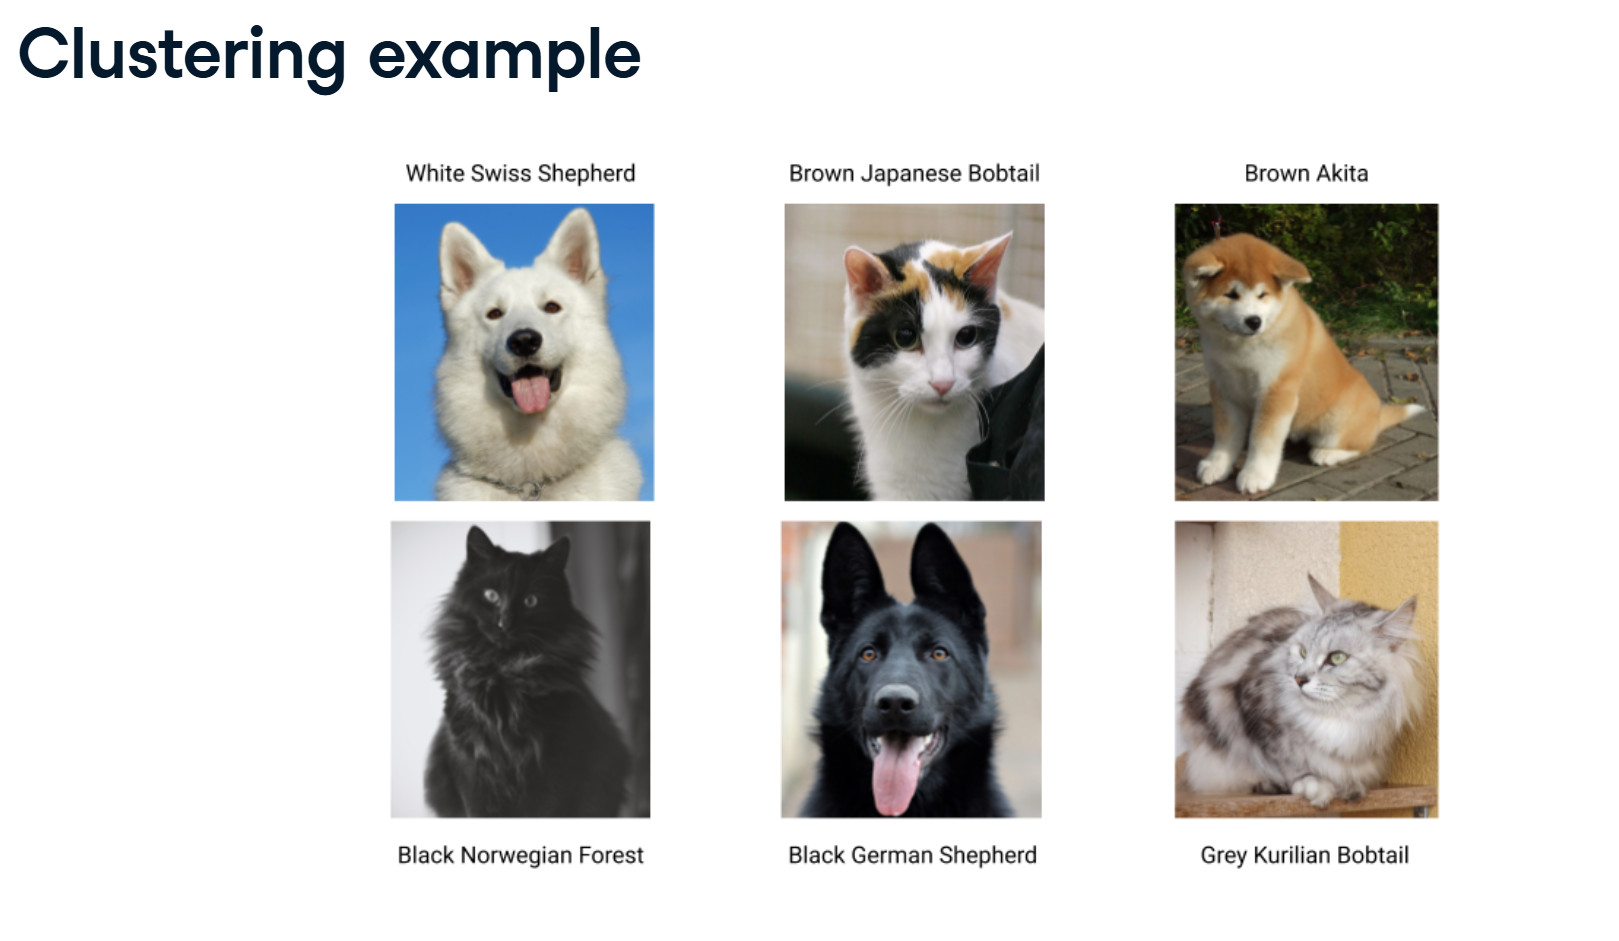 Clustering example
White Swiss Shepherd
Brown Japanese Bobtail
Brown Akita
Black Norwegian Forest
Black German Shepherd
Grey Kurilian Bobtail